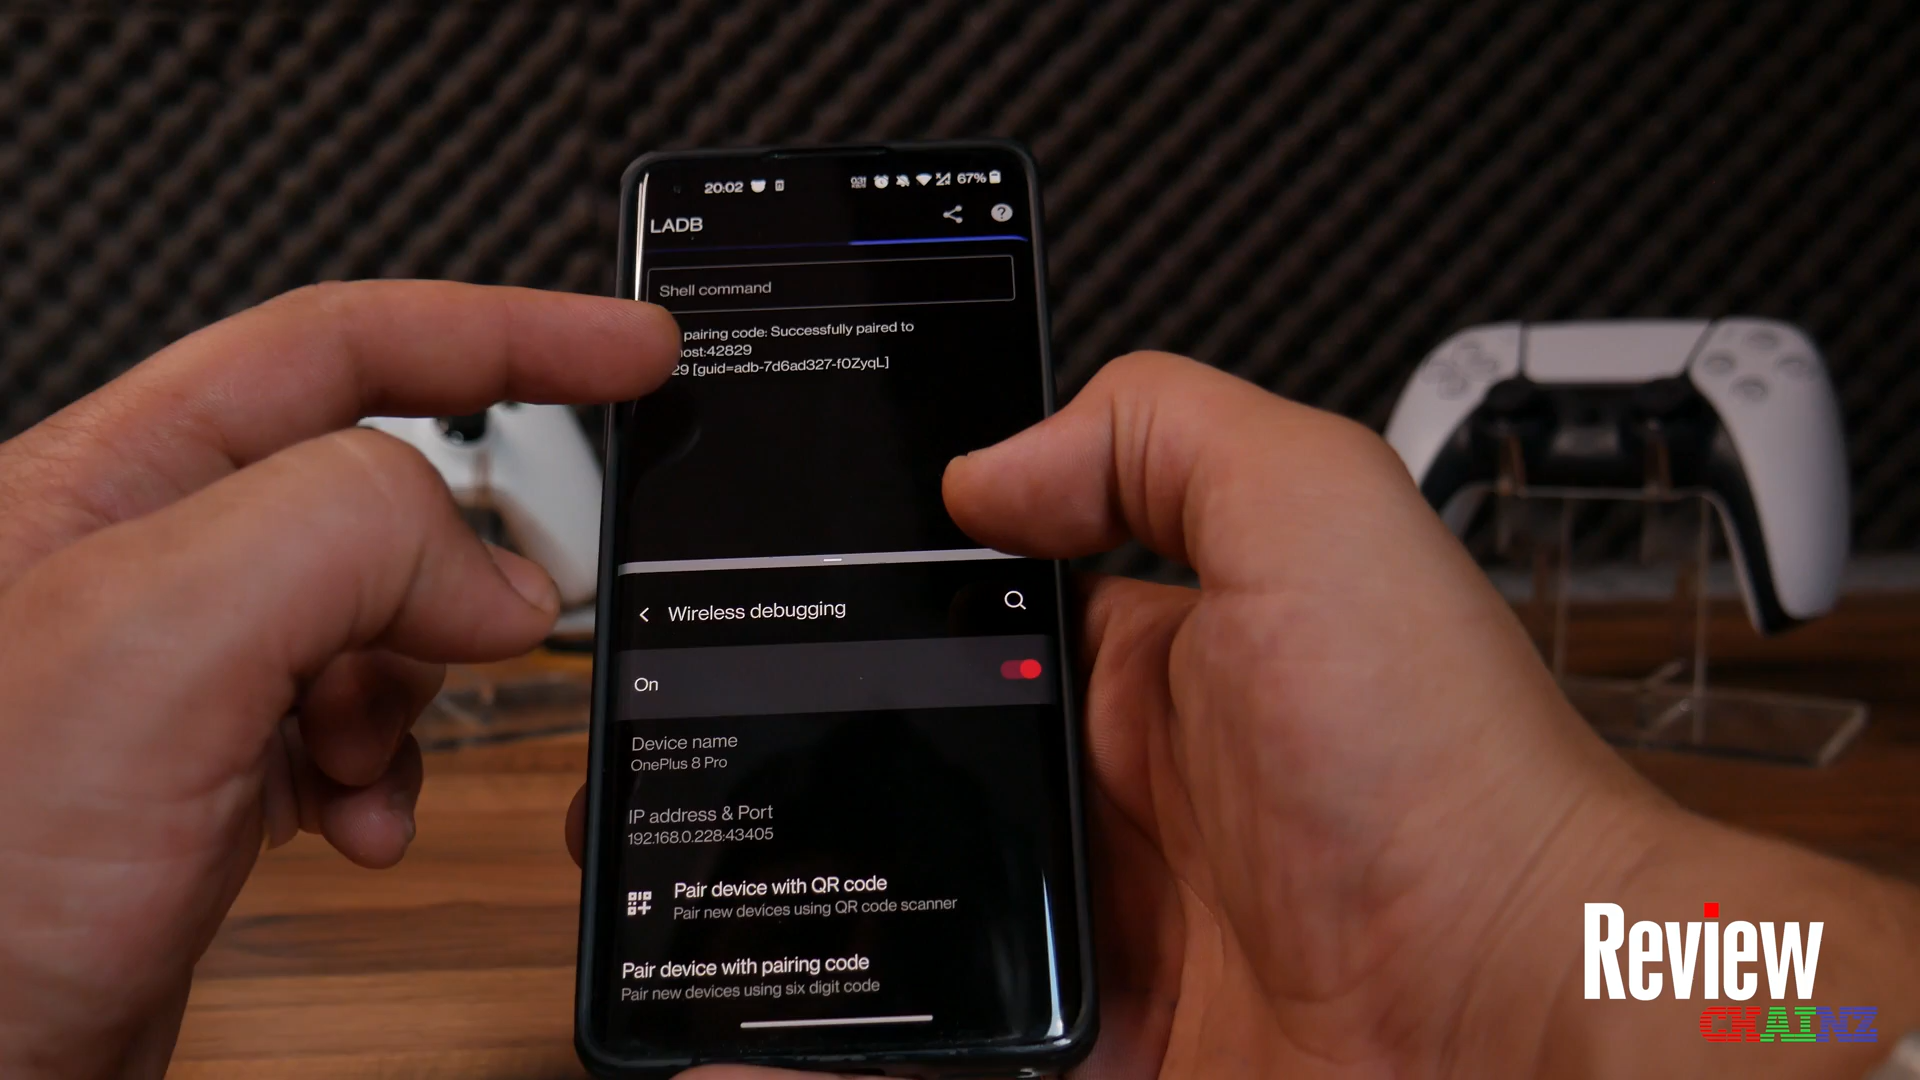 20:02
67%
LADB
Shell command
pairing code: Successfully paired to
ost:42829
29 [guid=adb-7d6ad327-f0ZyqL]
Wireless debugging
On
Device name
OnePlus 8 Pro
IP address & Port
192.168.0.228:43405
Pair device with QR code
Pair new devices using QR code scanner
Pair device with pairing code
Pair new devices using six digit code
Review
CHAINZ